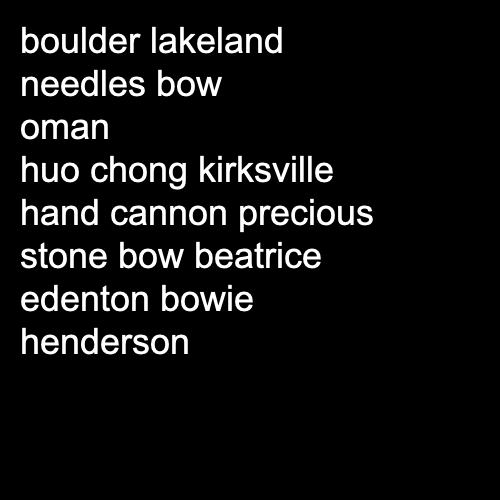 boulder lakeland
needles bow
oman
huo chong kirksville
hand cannon precious
stone bow beatrice
edenton bowie
henderson